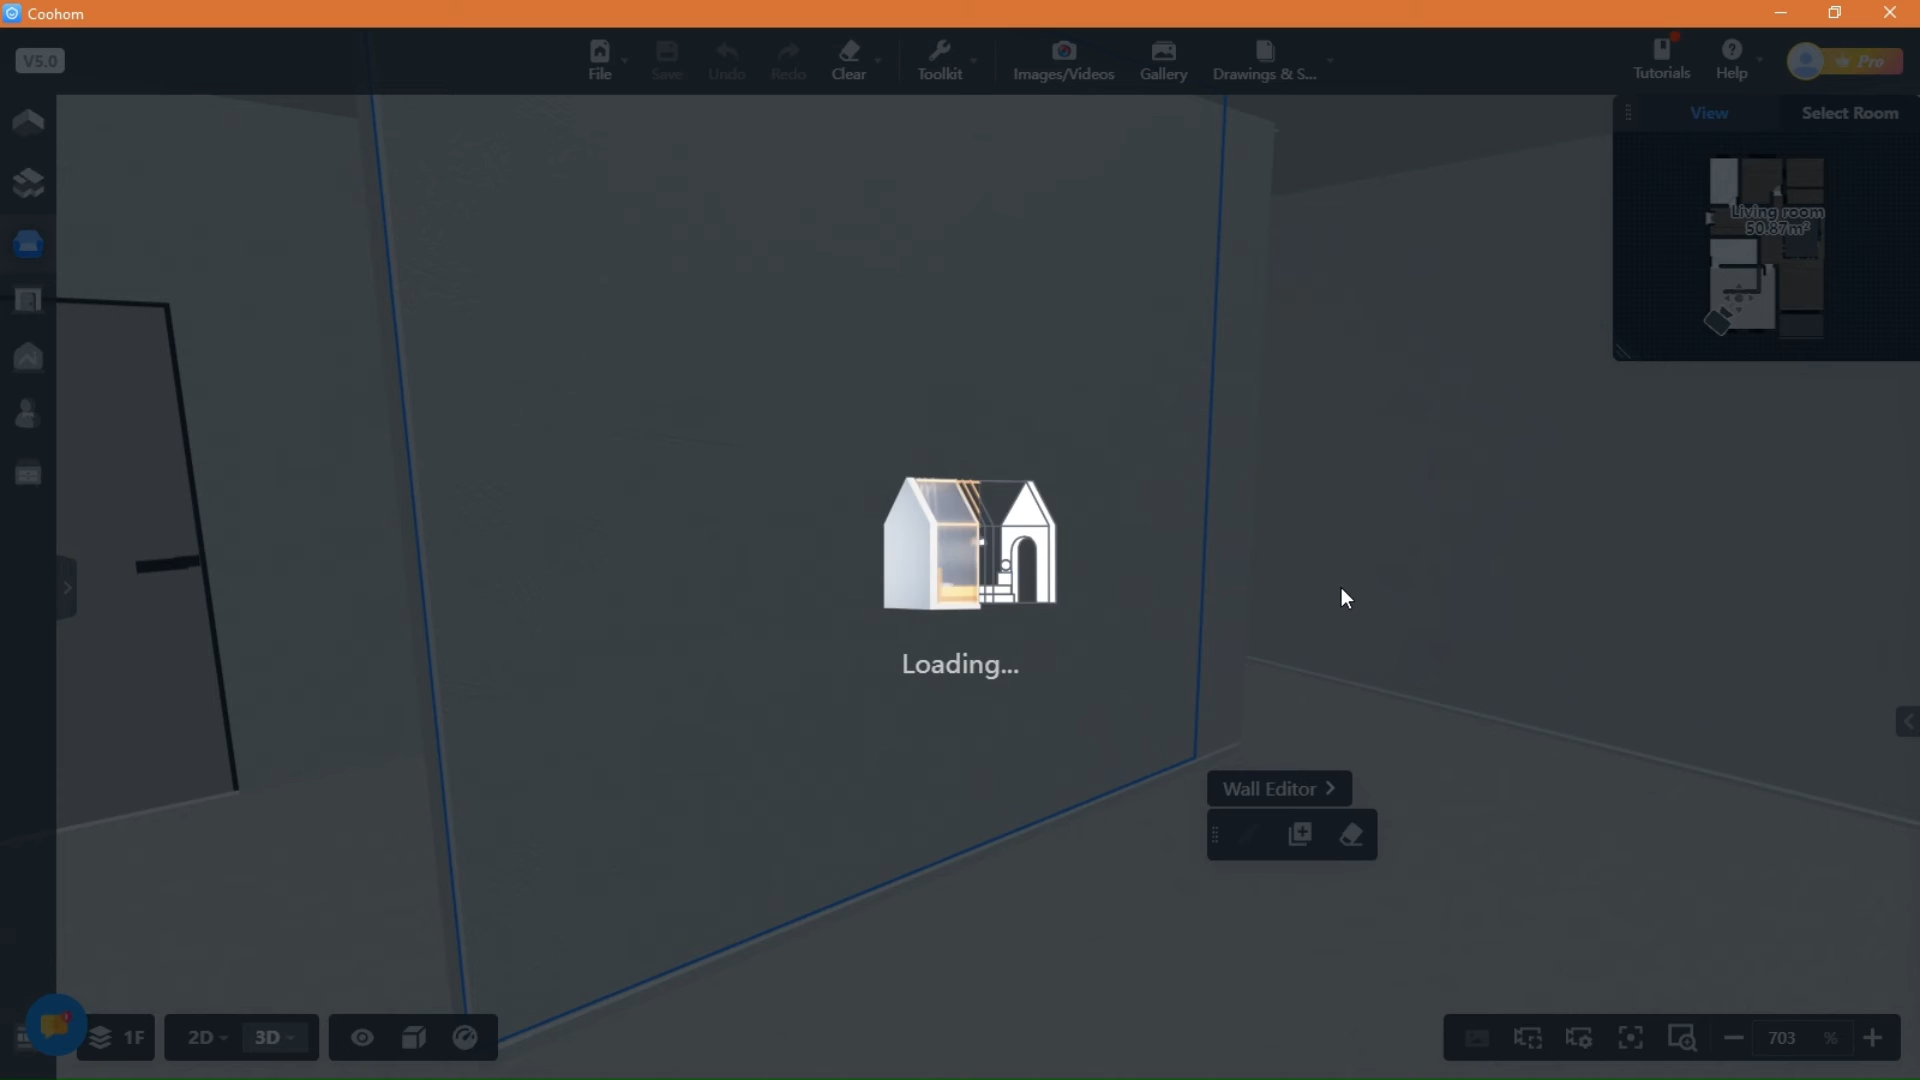 Coohom
V5.0
File
Save
Undo
Redo
Clear
Toolkit
Images/Videos
Gallery
Drawings & S...
Tutorials
Help
Pro
View
Select Room
Living room
50.87m²
Loading...
Wall Editor
1F
2D
3D
703 %